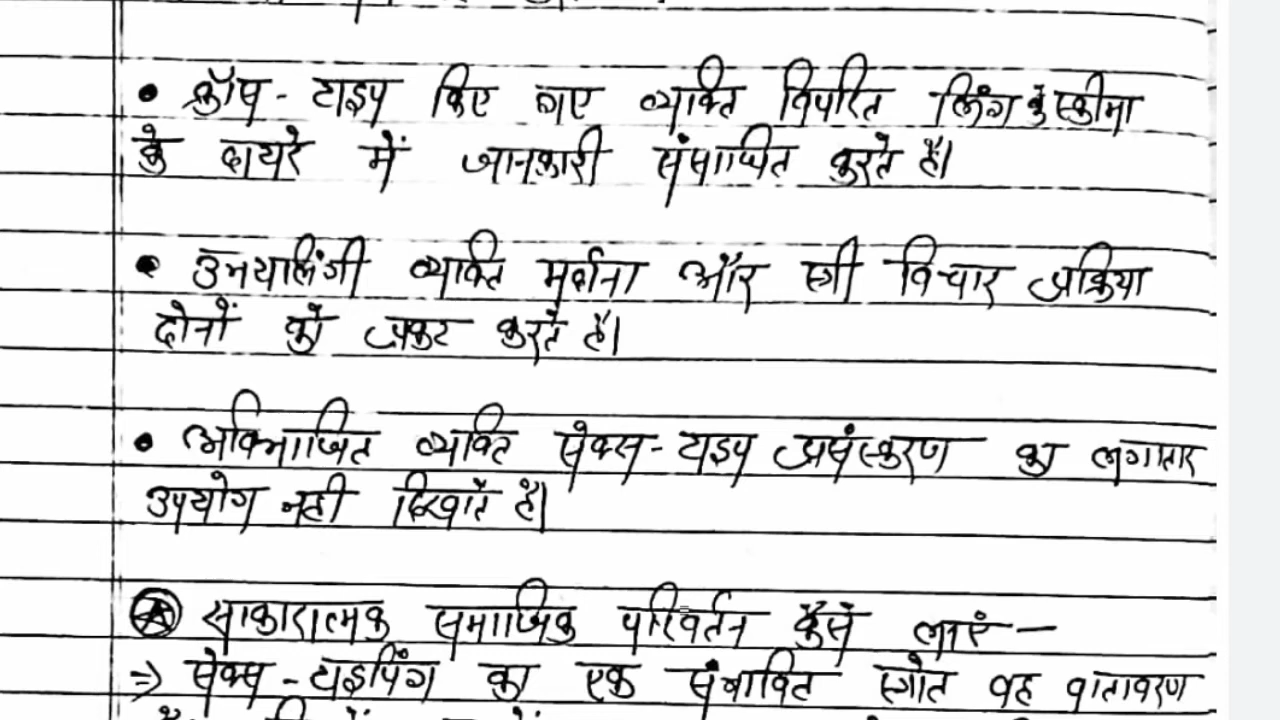 • क्रॉस - टाइप किए गए व्यक्ति विपरित लिंग के स्कीमा
के दायरे में जानकारी संसाधित करते है।
• उभयलिंगी व्यक्ति मर्दाना और स्त्री विचार प्रक्रिया
दोनों को प्रकट करते है।
• अविभाजित व्यक्ति सेक्स - टाइप प्रसंस्करण का लगातार
उपयोग नही दिखाते है।
साकारात्मक समाजिक परिवर्तन कैसे लाएं —
⇒ सेक्स - टाइपिंग का एक संभावित स्त्रोत वह वातावरण